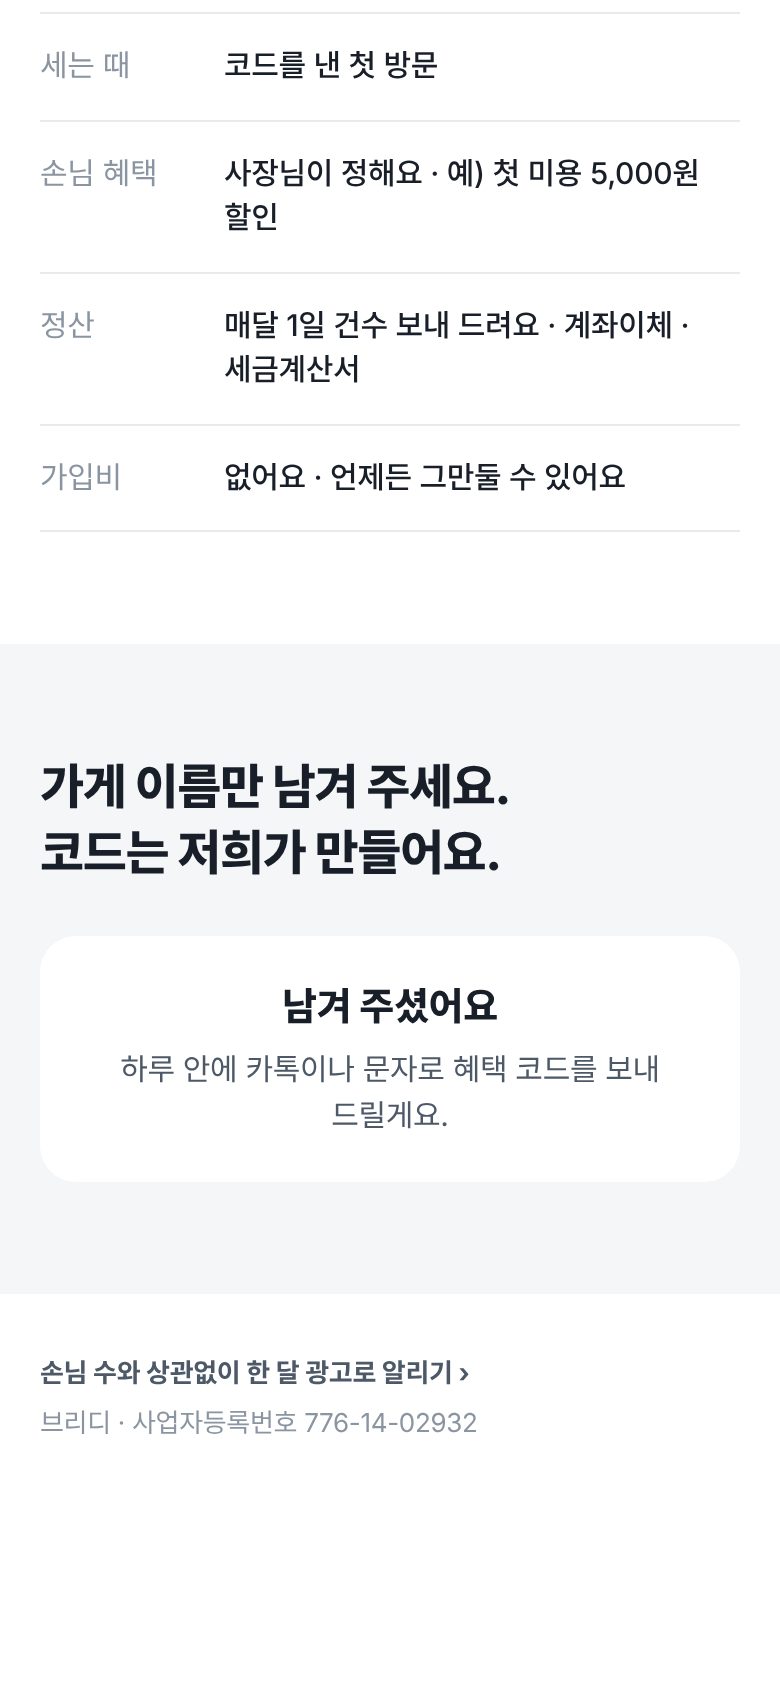 세는 때 코드를 낸 첫 방문
손님 혜택 사장님이 정해요 · 예) 첫 미용 5,000원
할인
정산 매달 1일 건수 보내 드려요 · 계좌이체 ·
세금계산서
가입비 없어요 · 언제든 그만둘 수 있어요
가게 이름만 남겨 주세요.
코드는 저희가 만들어요.
남겨 주셨어요
하루 안에 카톡이나 문자로 혜택 코드를 보내
드릴게요.
손님 수와 상관없이 한 달 광고로 알리기 ›
브리디 · 사업자등록번호 776-14-02932